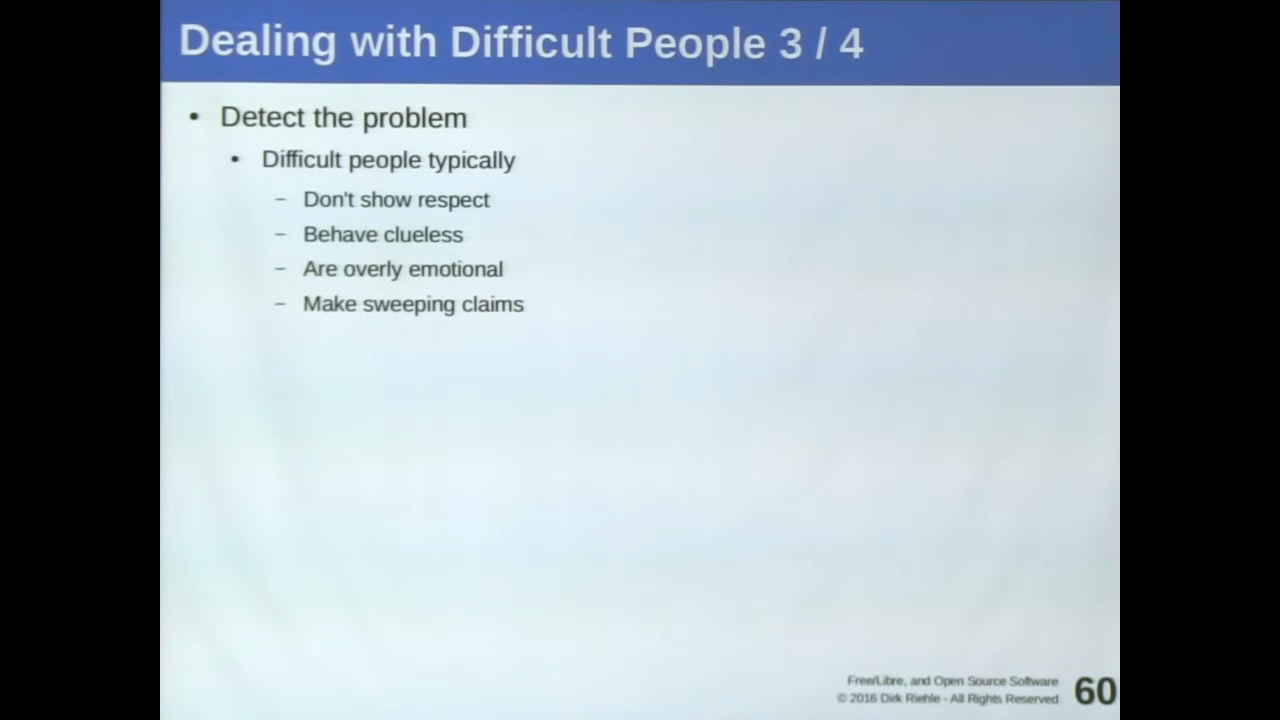 Dealing with Difficult People 3 / 4
• Detect the problem
• Difficult people typically
– Don't show respect
– Behave clueless
– Are overly emotional
– Make sweeping claims
Free/Libre, and Open Source Software
© 2016 Dirk Riehle - All Rights Reserved
60